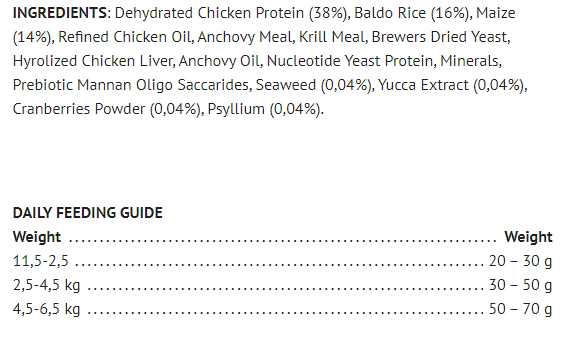 INGREDIENTS: Dehydrated Chicken Protein (38%), Baldo Rice (16%), Maize
(14%), Refined Chicken Oil, Anchovy Meal, Krill Meal, Brewers Dried Yeast,
Hyrolized Chicken Liver, Anchovy Oil, Nucleotide Yeast Protein, Minerals,
Prebiotic Mannan Oligo Saccarides, Seaweed (0,04%), Yucca Extract (0,04%),
Cranberries Powder (0,04%), Psyllium (0,04%).
DAILY FEEDING GUIDE
Weight ........................................................................ Weight
11,5-2,5 ..................................................................... 20 – 30 g
2,5-4,5 kg ................................................................... 30 – 50 g
4,5-6,5 kg ................................................................... 50 – 70 g